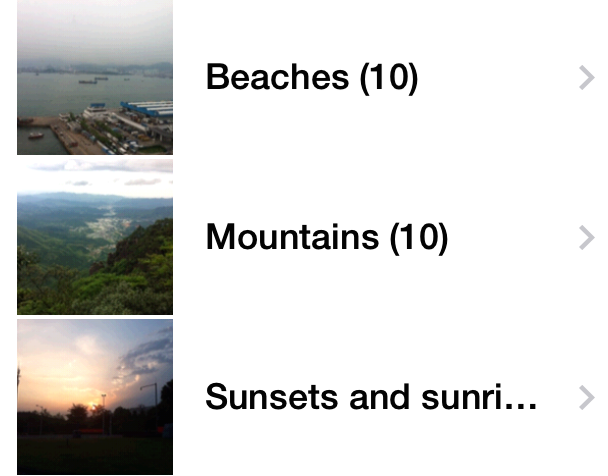 Beaches (10)
Mountains (10)
Sunsets and sunri...